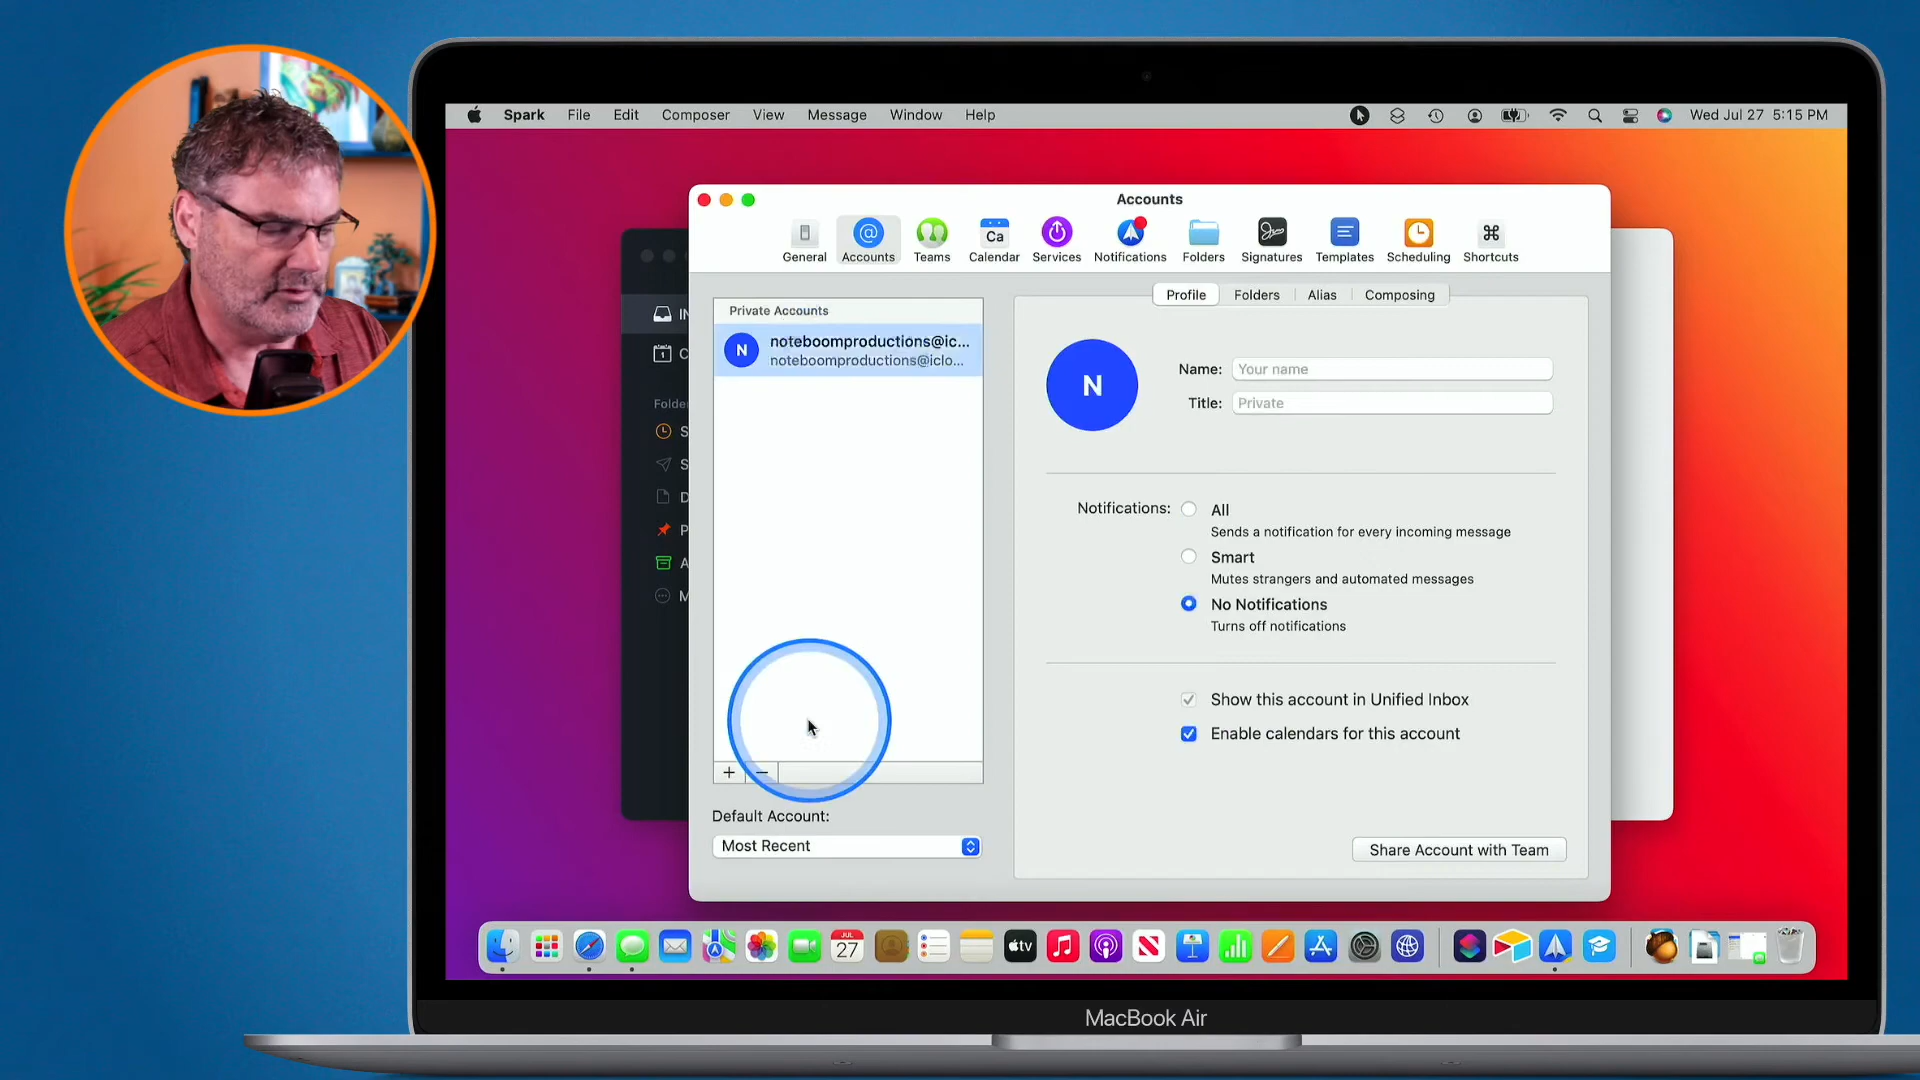 Spark File Edit Composer View Message Window Help Wed Jul 27 5:15 PM
Accounts
Ca
General Accounts Teams Calendar Services Notifications Folders Signatures Templates Scheduling Shortcuts
Profile Folders Alias Composing
Private Accounts
N noteboomproductions@ic...
noteboomproductions@iclo...
N
Name: Your name
Title: Private
Notifications: All
Sends a notification for every incoming message
Smart
Mutes strangers and automated messages
No Notifications
Turns off notifications
Show this account in Unified Inbox
Enable calendars for this account
+ −
Default Account:
Most Recent
Share Account with Team
JUL
27
tv
MacBook Air